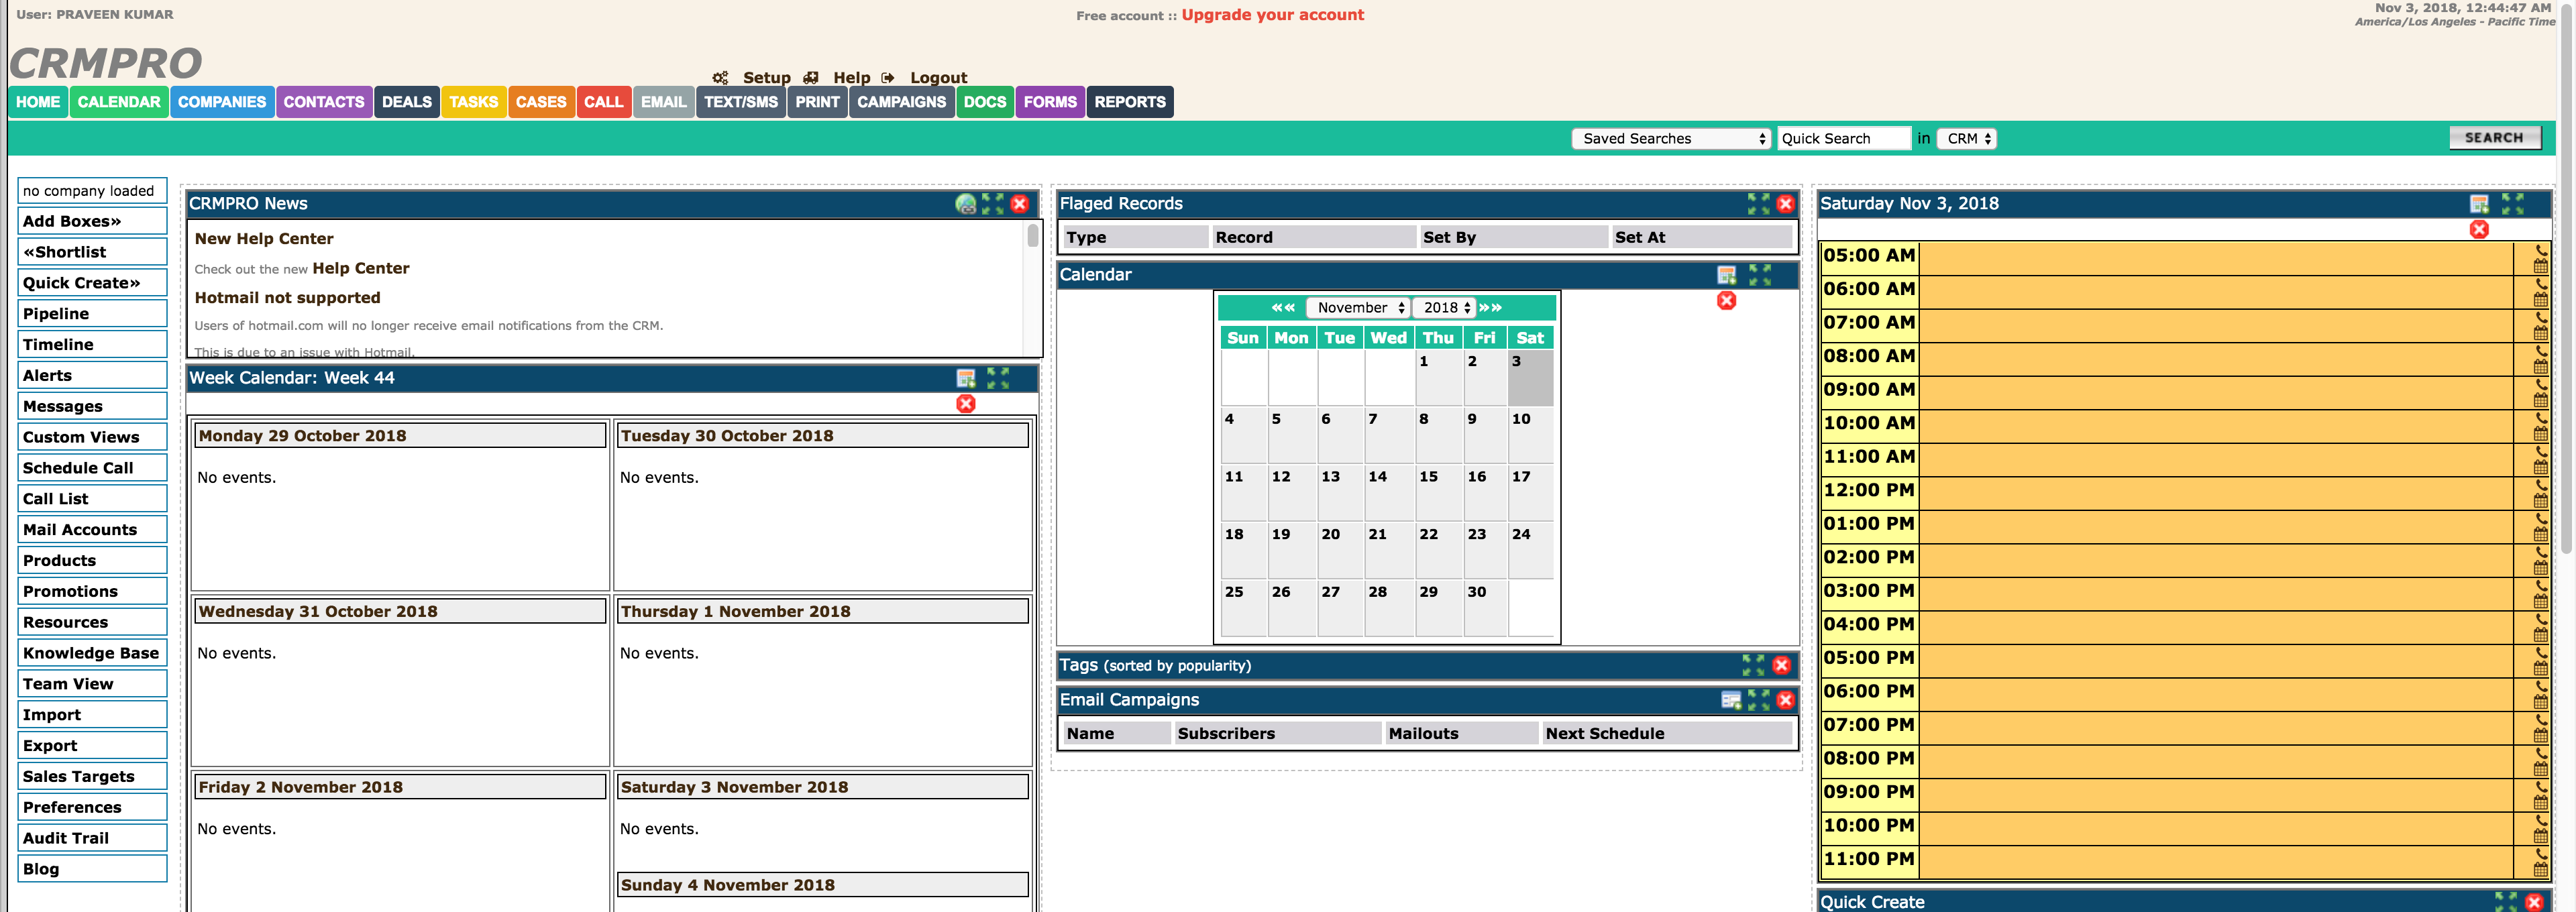 User: PRAVEEN KUMAR
Free account :: Upgrade your account
Nov 3, 2018, 12:44:47 AM
America/Los Angeles - Pacific Time
CRMPRO
Setup Help Logout
HOME CALENDAR COMPANIES CONTACTS DEALS TASKS CASES CALL EMAIL TEXT/SMS PRINT CAMPAIGNS DOCS FORMS REPORTS
Saved Searches Quick Search in CRM SEARCH
no company loaded
Add Boxes»
«Shortlist
Quick Create»
Pipeline
Timeline
Alerts
Messages
Custom Views
Schedule Call
Call List
Mail Accounts
Products
Promotions
Resources
Knowledge Base
Team View
Import
Export
Sales Targets
Preferences
Audit Trail
Blog
CRMPRO News
New Help Center
Check out the new Help Center
Hotmail not supported
Users of hotmail.com will no longer receive email notifications from the CRM.
This is due to an issue with Hotmail.
Week Calendar: Week 44
Monday 29 October 2018
No events.
Tuesday 30 October 2018
No events.
Wednesday 31 October 2018
No events.
Thursday 1 November 2018
No events.
Friday 2 November 2018
No events.
Saturday 3 November 2018
No events.
Sunday 4 November 2018
Flaged Records
Type Record Set By Set At
Calendar
«« November 2018 »»
Sun Mon Tue Wed Thu Fri Sat
1 2 3
4 5 6 7 8 9 10
11 12 13 14 15 16 17
18 19 20 21 22 23 24
25 26 27 28 29 30
Tags (sorted by popularity)
Email Campaigns
Name Subscribers Mailouts Next Schedule
Saturday Nov 3, 2018
05:00 AM
06:00 AM
07:00 AM
08:00 AM
09:00 AM
10:00 AM
11:00 AM
12:00 PM
01:00 PM
02:00 PM
03:00 PM
04:00 PM
05:00 PM
06:00 PM
07:00 PM
08:00 PM
09:00 PM
10:00 PM
11:00 PM
Quick Create